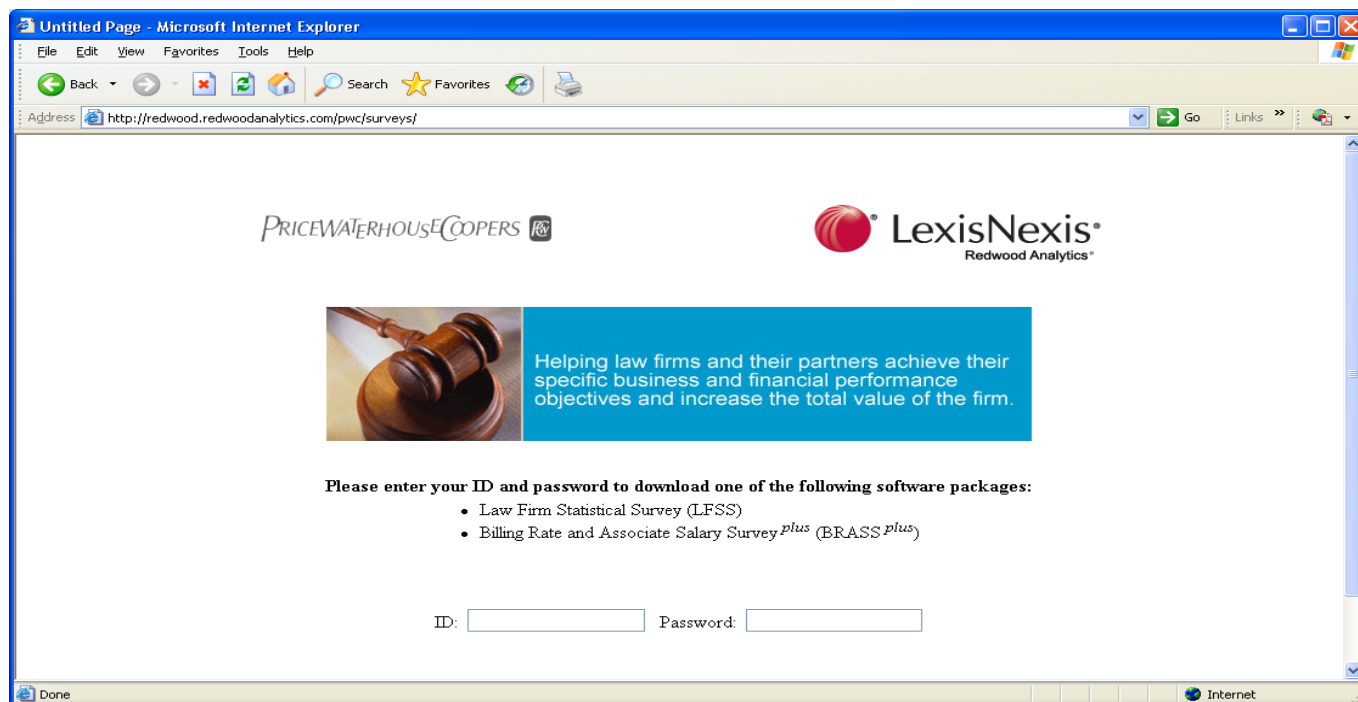 Untitled Page - Microsoft Internet Explorer
File Edit View Favorites Tools Help
Back Search Favorites
Address http://redwood.redwoodanalytics.com/pwc/surveys/ Go Links »
PRICEWATERHOUSECOOPERS PwC
LexisNexis®
Redwood Analytics®
Helping law firms and their partners achieve their
specific business and financial performance
objectives and increase the total value of the firm.
Please enter your ID and password to download one of the following software packages:
• Law Firm Statistical Survey (LFSS)
• Billing Rate and Associate Salary Survey plus (BRASS plus)
ID: Password:
Done Internet